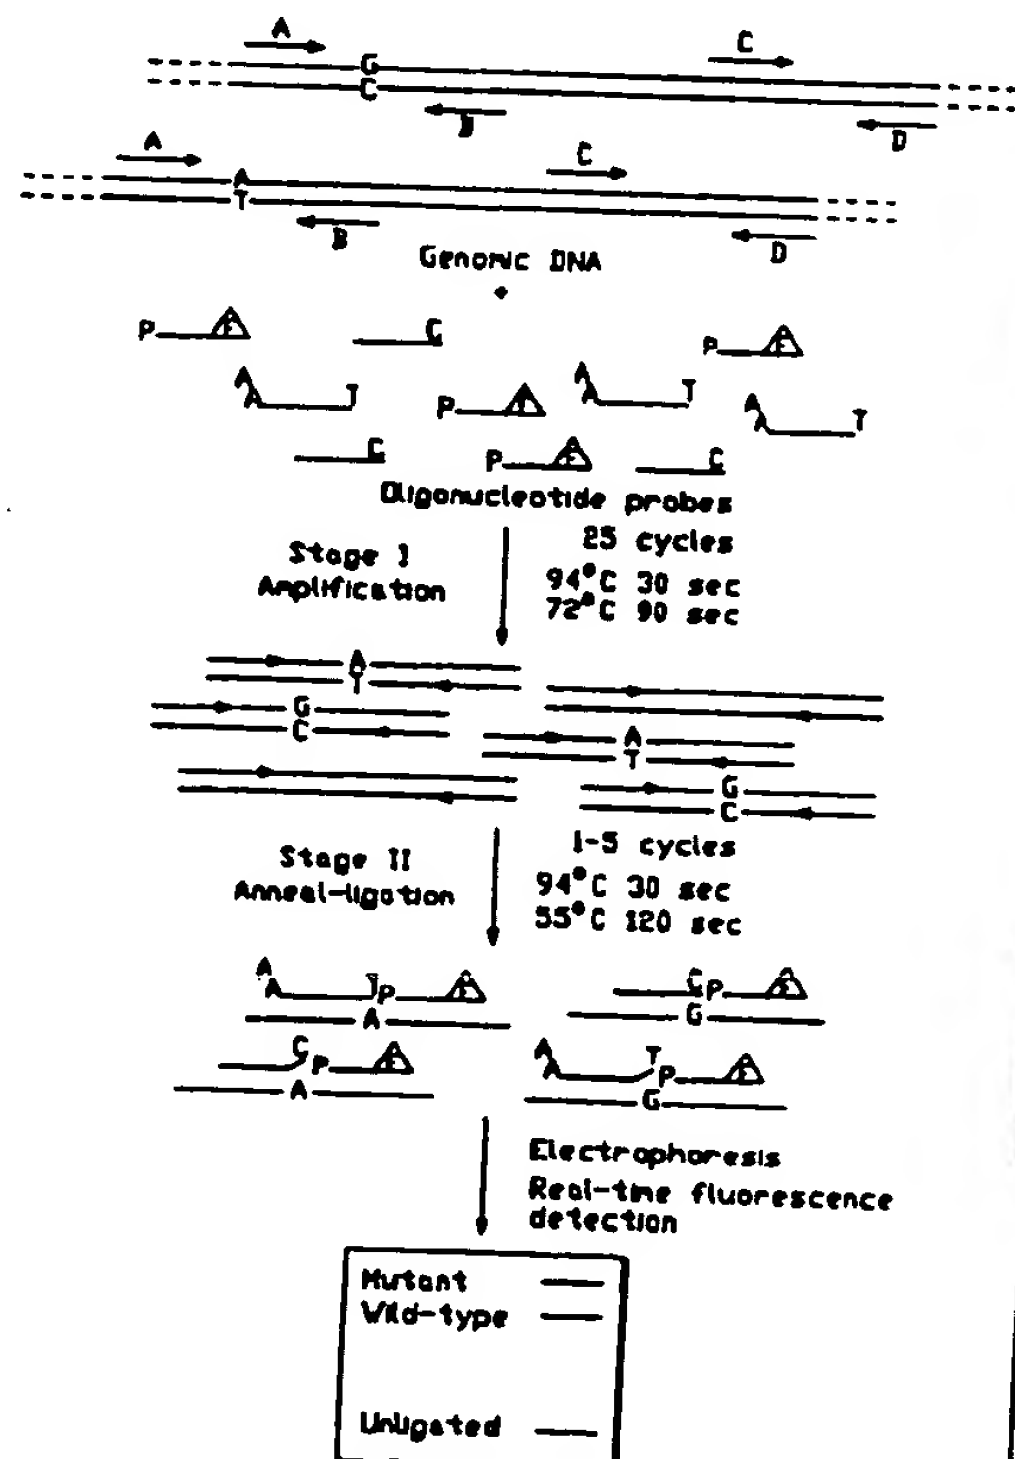 A
C
G
C
B
D
A
C
A
T
B
D
Genomic DNA
+
P F C P F
A A T P F A A T A A T
C P F C
Oligonucleotide probes
25 cycles
Stage I
Amplification
94°C 30 sec
72°C 90 sec
A
T
G
C
A
T
G
C
1-5 cycles
Stage II
Anneal-ligation
94°C 30 sec
55°C 120 sec
A A T P F C P F
A G
C P F A A T P F
A G
Electrophoresis
Real-time fluorescence
detection
Mutant
Wild-type
Unligated